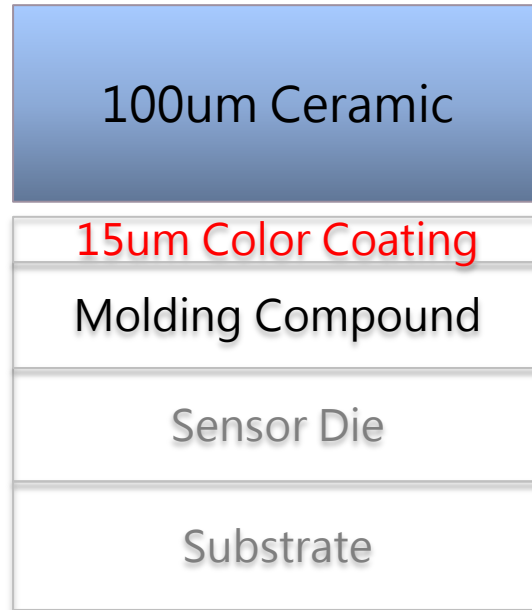 100um Ceramic
15um Color Coating
Molding Compound
Sensor Die
Substrate